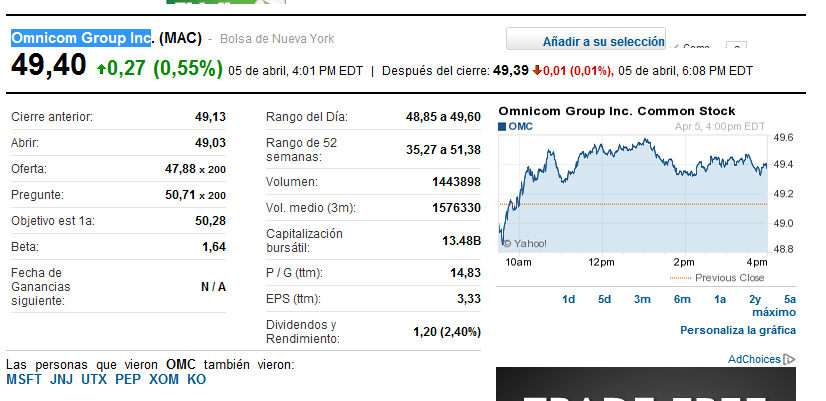 Omnicom Group Inc. (MAC) - Bolsa de Nueva York
Añadir a su selección
49,40 0,27 (0,55%) 05 de abril, 4:01 PM EDT | Después del cierre: 49,39 0,01 (0,01%), 05 de abril, 6:08 PM EDT
Cierre anterior: 49,13
Abrir: 49,03
Oferta: 47,88 x 200
Pregunte: 50,71 x 200
Objetivo est 1a: 50,28
Beta: 1,64
Fecha de
Ganancias
siguiente: N / A
Rango del Día: 48,85 a 49,60
Rango de 52
semanas: 35,27 a 51,38
Volumen: 1443898
Vol. medio (3m): 1576330
Capitalización
bursátil: 13.48B
P / G (ttm): 14,83
EPS (ttm): 3,33
Dividendos y
Rendimiento: 1,20 (2,40%)
Las personas que vieron OMC también vieron:
MSFT JNJ UTX PEP XOM KO
Omnicom Group Inc. Common Stock
OMC Apr 5, 4:00pm EDT
49.6
49.4
49.2
49.0
48.8
© Yahoo!
10am 12pm 2pm 4pm
Previous Close
1d 5d 3m 6m 1a 2y 5a
máximo
Personaliza la gráfica
AdChoices